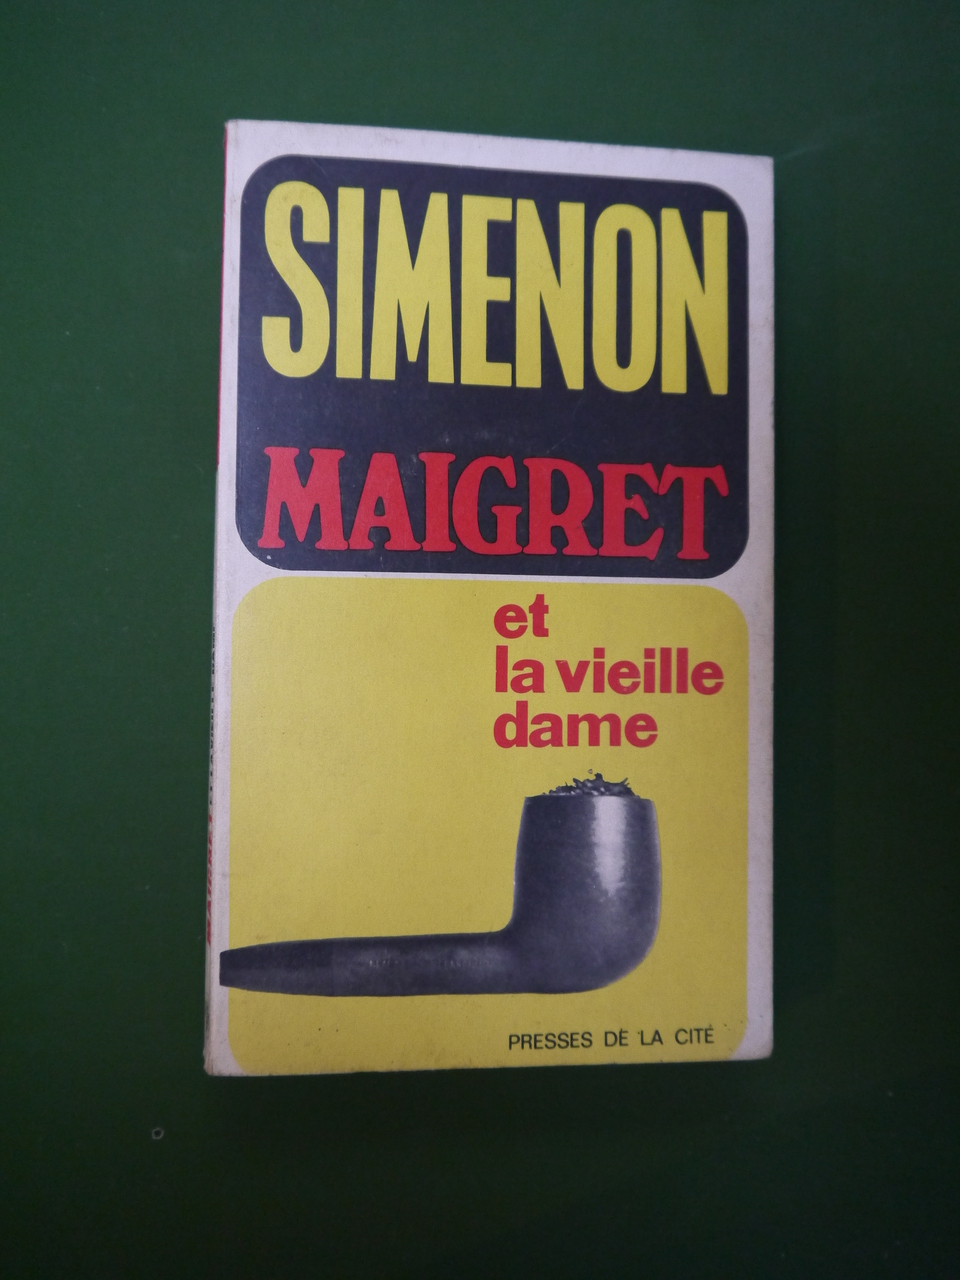 SIMENON
MAIGRET
et
la vieille
dame
PRESSES DE LA CITÉ